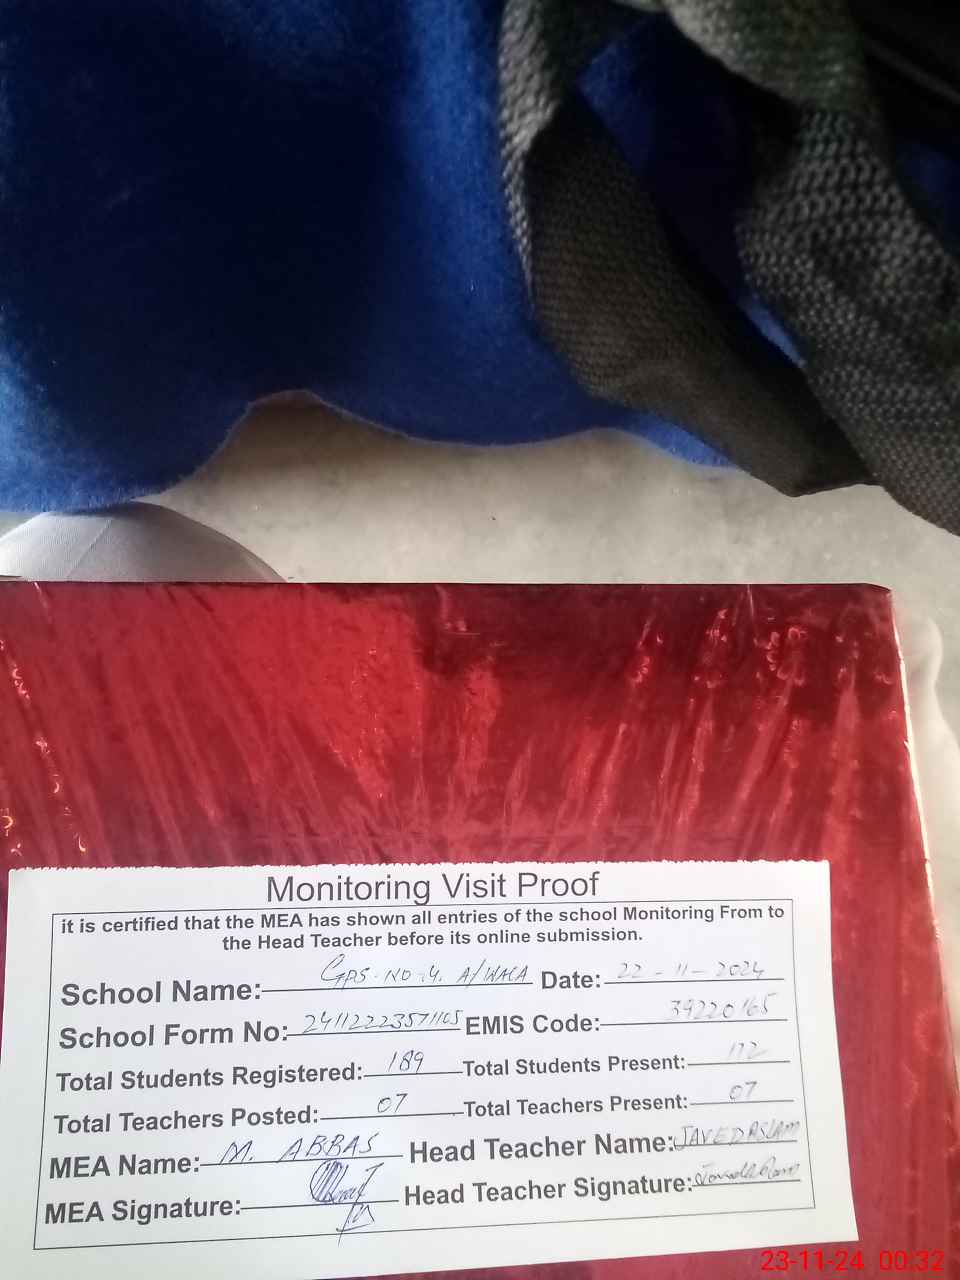 Monitoring Visit Proof
it is certified that the MEA has shown all entries of the school Monitoring From to
the Head Teacher before its online submission.
School Name: GPS-NO-4. A/WALA Date: 22-11-2024
School Form No: 24112223571105 EMIS Code: 39220165
Total Students Registered: 189 Total Students Present: 172
Total Teachers Posted: 07 Total Teachers Present: 07
MEA Name: M. ABBAS Head Teacher Name: JAVED ASLAM
MEA Signature: Head Teacher Signature:
23-11-24 00:32